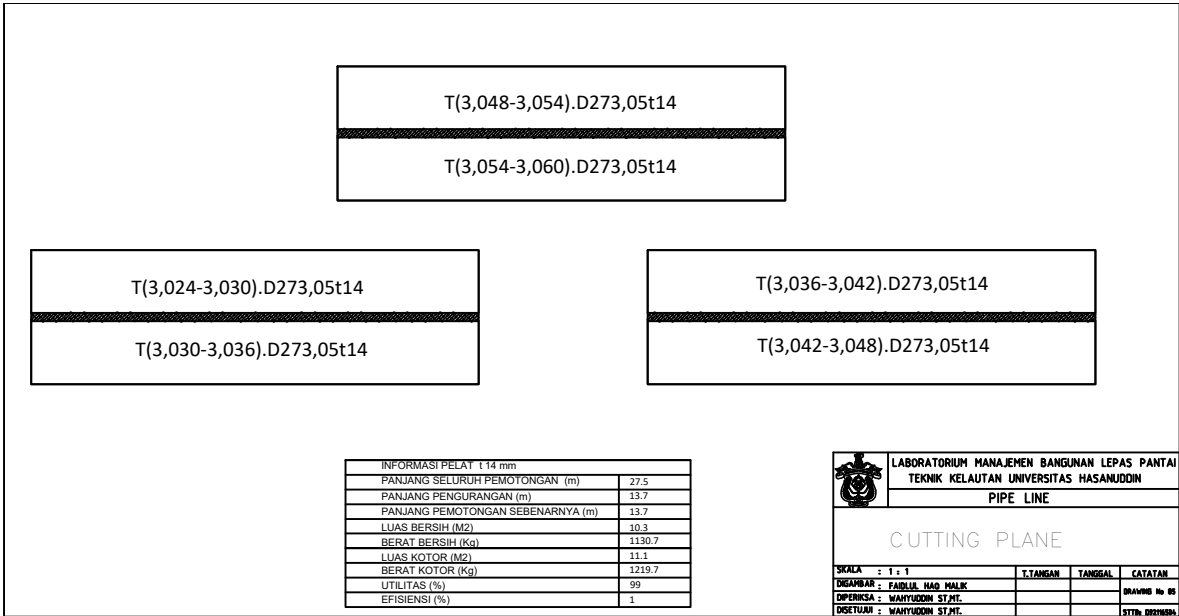 T(3,048-3,054).D273,05t14
T(3,054-3,060).D273,05t14
T(3,024-3,030).D273,05t14
T(3,030-3,036).D273,05t14
T(3,036-3,042).D273,05t14
T(3,042-3,048).D273,05t14
INFORMASI PELAT t 14 mm
PANJANG SELURUH PEMOTONGAN (m) 27.5
PANJANG PENGURANGAN (m) 13.7
PANJANG PEMOTONGAN SEBENARNYA (m) 13.7
LUAS BERSIH (M2) 10.3
BERAT BERSIH (Kg) 1130.7
LUAS KOTOR (M2) 11.1
BERAT KOTOR (Kg) 1219.7
UTILITAS (%) 99
EFISIENSI (%) 1
LABORATORIUM MANAJEMEN BANGUNAN LEPAS PANTAI
TEKNIK KELAUTAN UNIVERSITAS HASANUDDIN
PIPE LINE
CUTTING PLANE
SKALA : 1 : 1 T.TANGAN TANGGAL CATATAN
DIGAMBAR : FAIDLUL HAQ MALIK
DIPERIKSA : WAHYUDDIN ST,MT.
DISETUJUI : WAHYUDDIN ST,MT.
DRAWING No 05